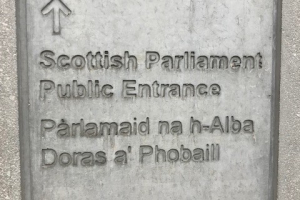 Scottish Parliament
Public Entrance
Pàrlamaid na h-Alba
Doras a' Phobaill